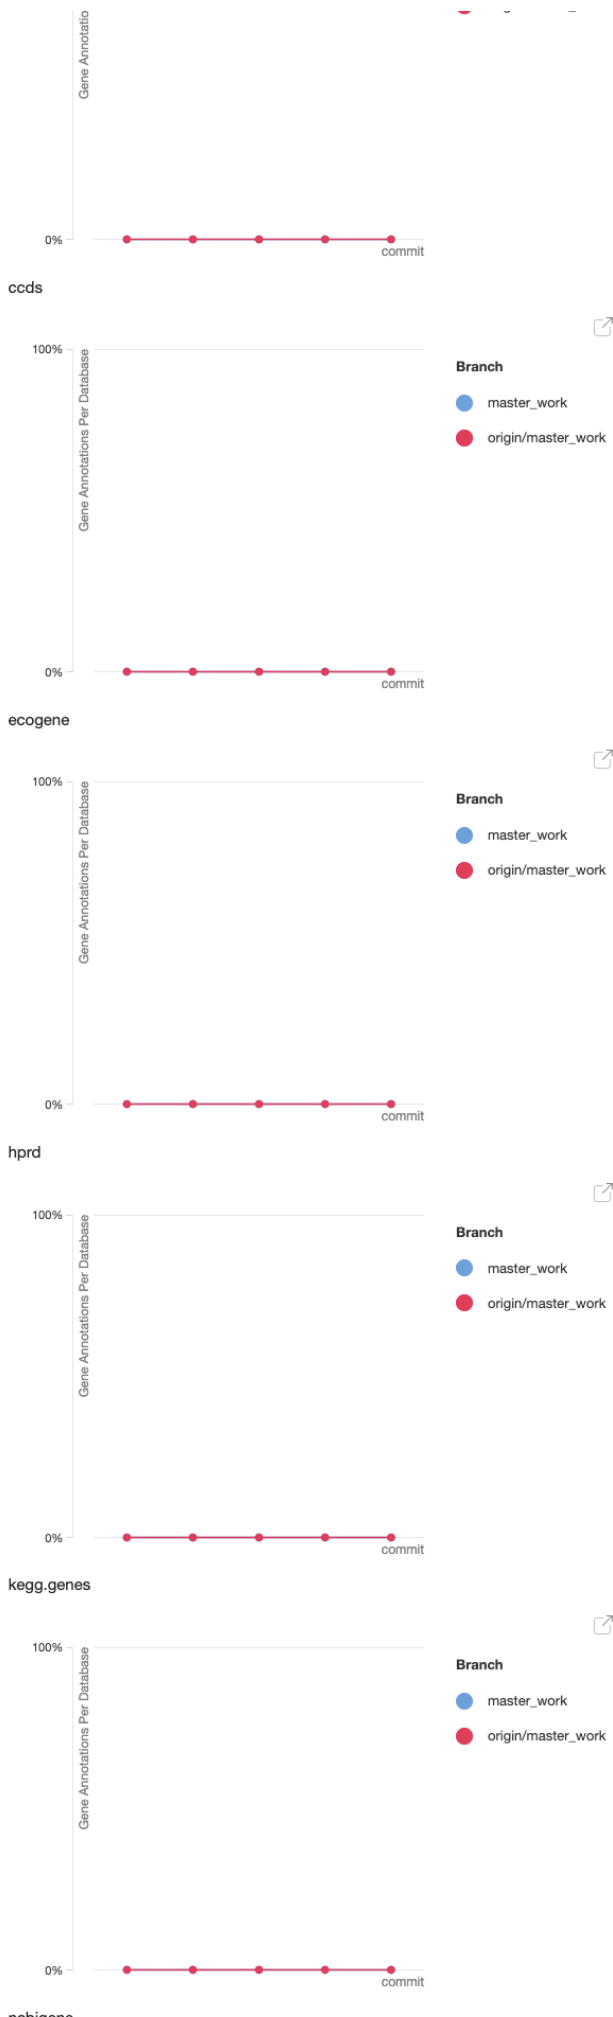 Gene Annotatio
0%
commit
ccds
100%
Gene Annotations Per Database
Branch
master_work
origin/master_work
0%
commit
ecogene
100%
Gene Annotations Per Database
Branch
master_work
origin/master_work
0%
commit
hprd
100%
Gene Annotations Per Database
Branch
master_work
origin/master_work
0%
commit
kegg.genes
100%
Gene Annotations Per Database
Branch
master_work
origin/master_work
0%
commit